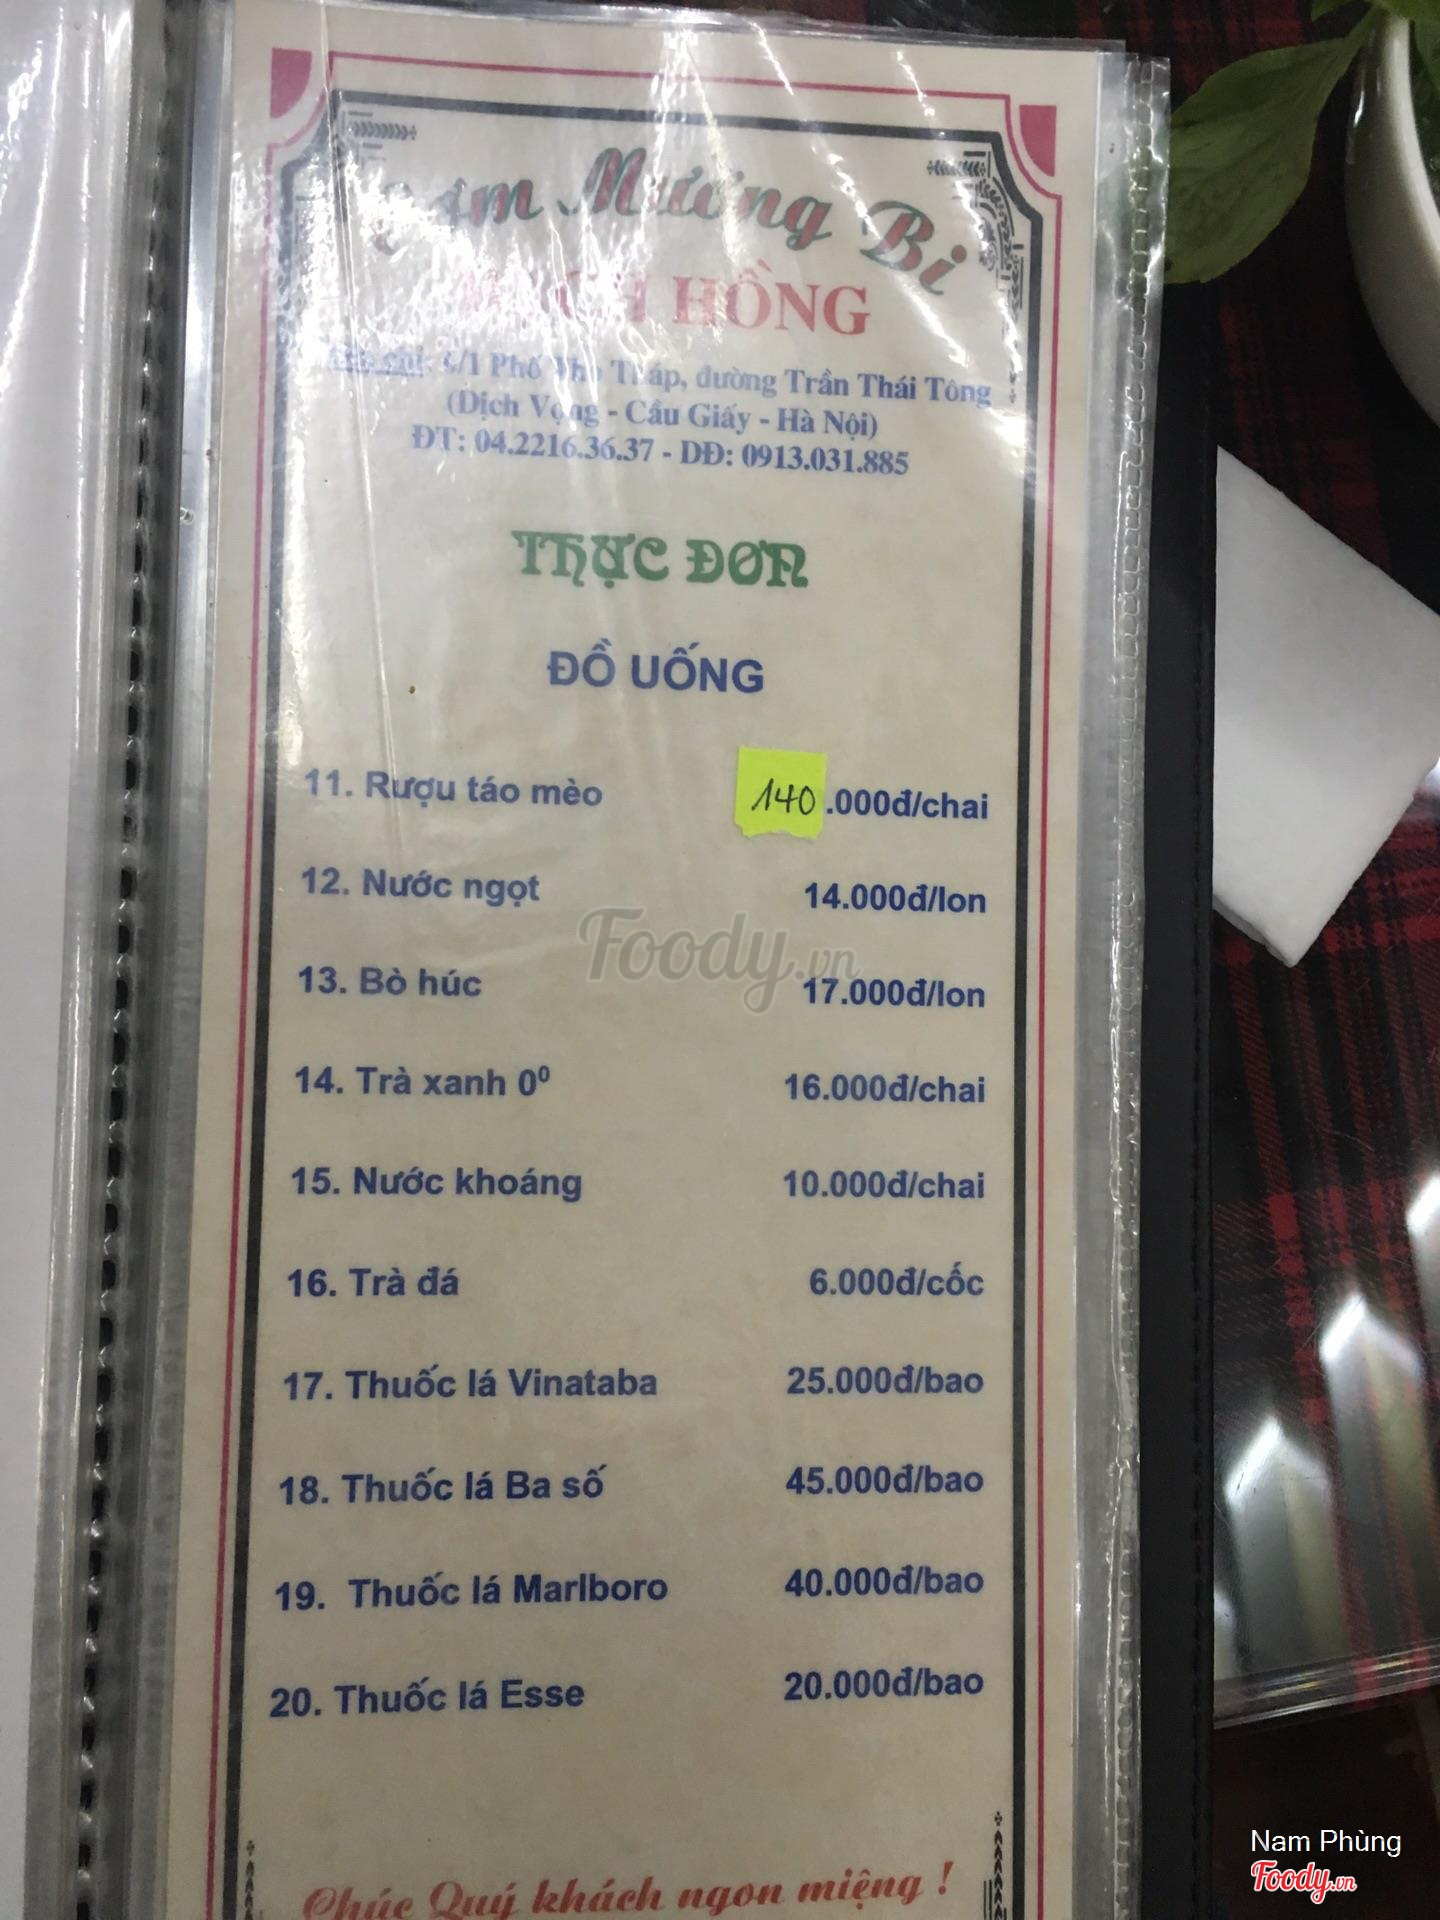 Mường Bi
HỒNG
Phố Tháp, đường Trần Thái Tông
(Dịch Vọng - Cầu Giấy - Hà Nội)
ĐT: 04.2216.36.37 - DĐ: 0913.031.885
THỰC ĐƠN
ĐỒ UỐNG
11. Rượu táo mèo 140.000đ/chai
12. Nước ngọt 14.000đ/lon
13. Bò húc 17.000đ/lon
14. Trà xanh 0⁰ 16.000đ/chai
15. Nước khoáng 10.000đ/chai
16. Trà đá 6.000đ/cốc
17. Thuốc lá Vinataba 25.000đ/bao
18. Thuốc lá Ba số 45.000đ/bao
19. Thuốc lá Marlboro 40.000đ/bao
20. Thuốc lá Esse 20.000đ/bao
Chúc Quý khách ngon miệng !
Foody.vn
Nam Phùng
Foody.vn